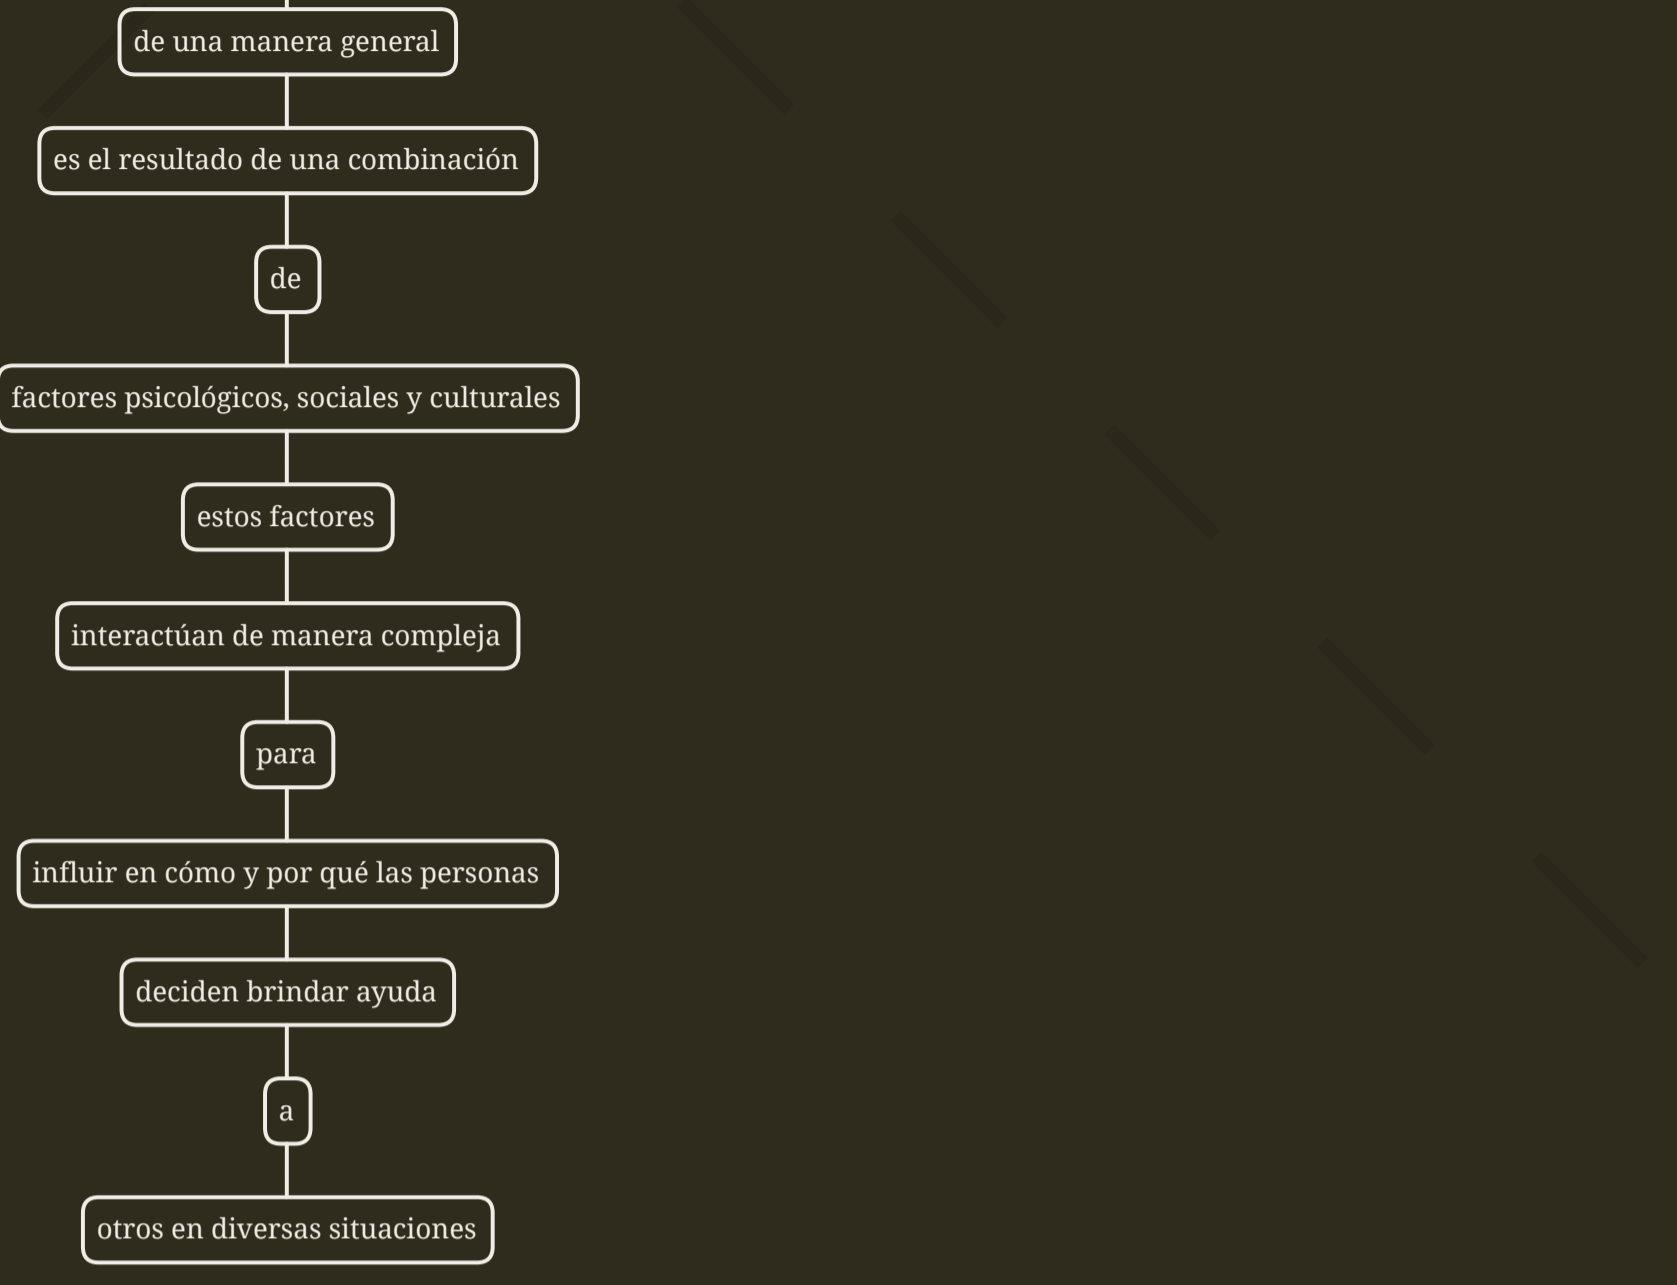 de una manera general
es el resultado de una combinación
de
factores psicológicos, sociales y culturales
estos factores
interactúan de manera compleja
para
influir en cómo y por qué las personas
deciden brindar ayuda
a
otros en diversas situaciones